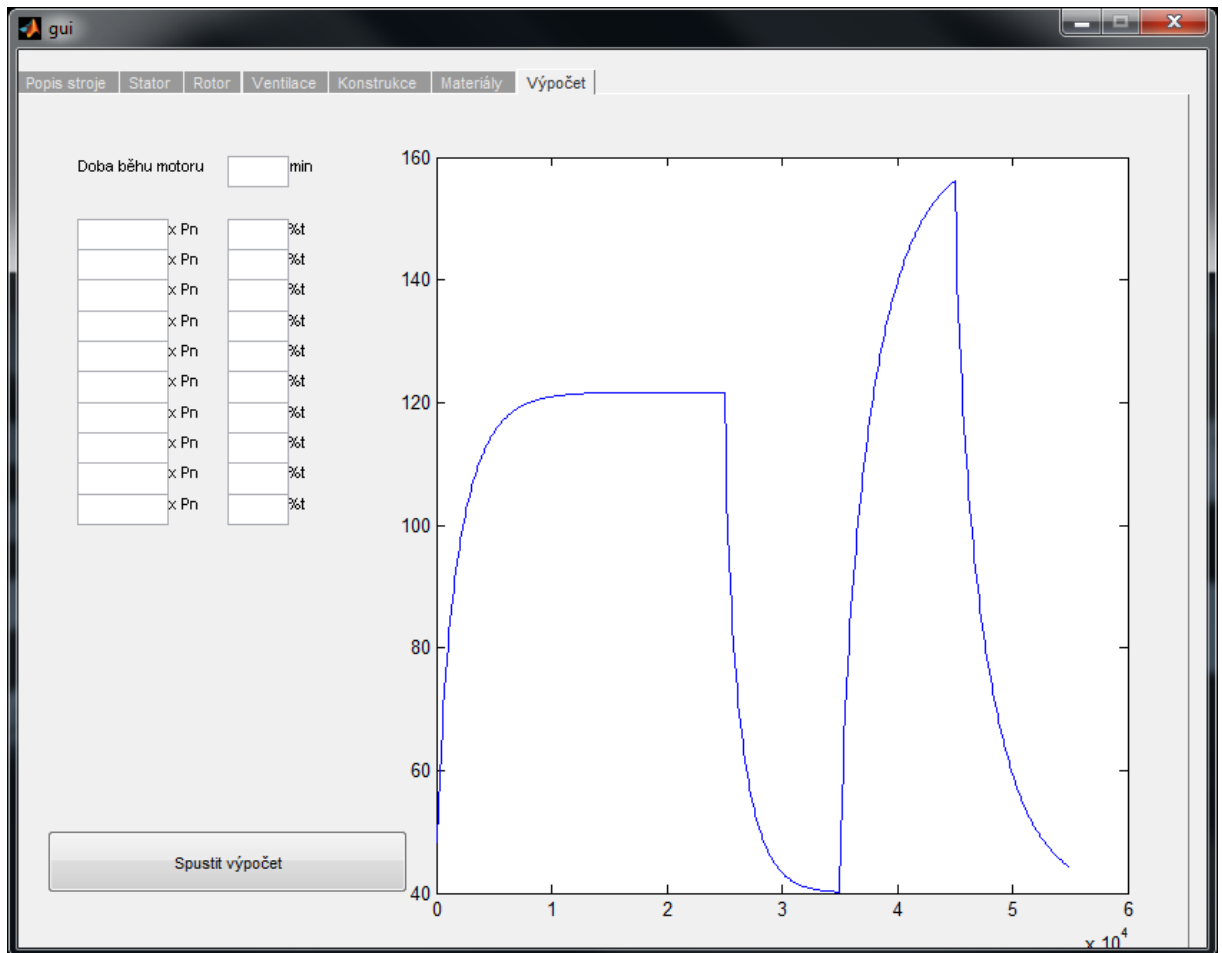 gui
Popis stroje Stator Rotor Ventilace Konstrukce Materiály Výpočet
Doba běhu motoru min
x Pn %t
x Pn %t
x Pn %t
x Pn %t
x Pn %t
x Pn %t
x Pn %t
x Pn %t
x Pn %t
x Pn %t
Spustit výpočet
160
140
120
100
80
60
40
0 1 2 3 4 5 6
x 10⁴